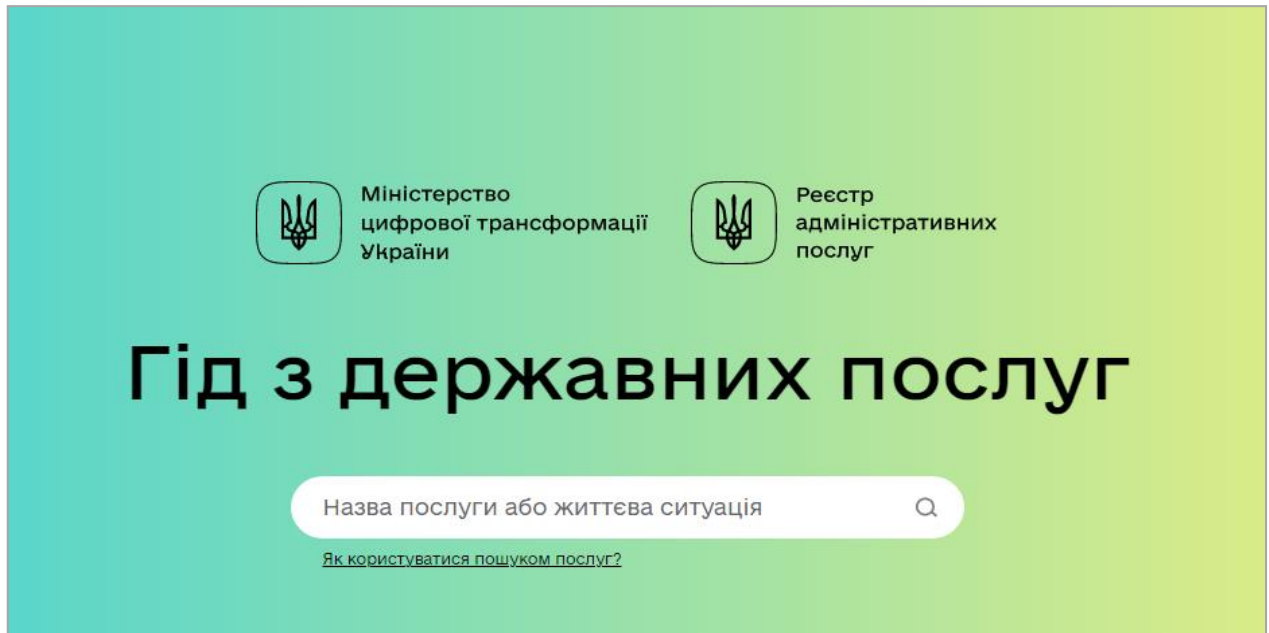 Міністерство
цифрової трансформації
України
Реєстр
адміністративних
послуг
Гід з державних послуг
Назва послуги або життєва ситуація
Як користуватися пошуком послуг?